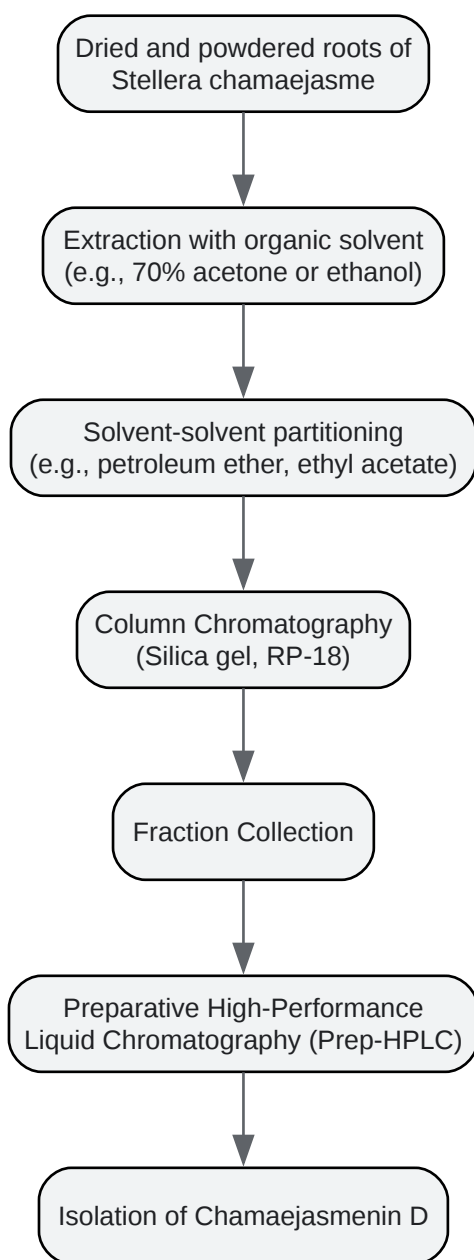 Dried and powdered roots of
Stellera chamaejasme
Extraction with organic solvent
(e.g., 70% acetone or ethanol)
Solvent-solvent partitioning
(e.g., petroleum ether, ethyl acetate)
Column Chromatography
(Silica gel, RP-18)
Fraction Collection
Preparative High-Performance
Liquid Chromatography (Prep-HPLC)
Isolation of Chamaejasmenin D